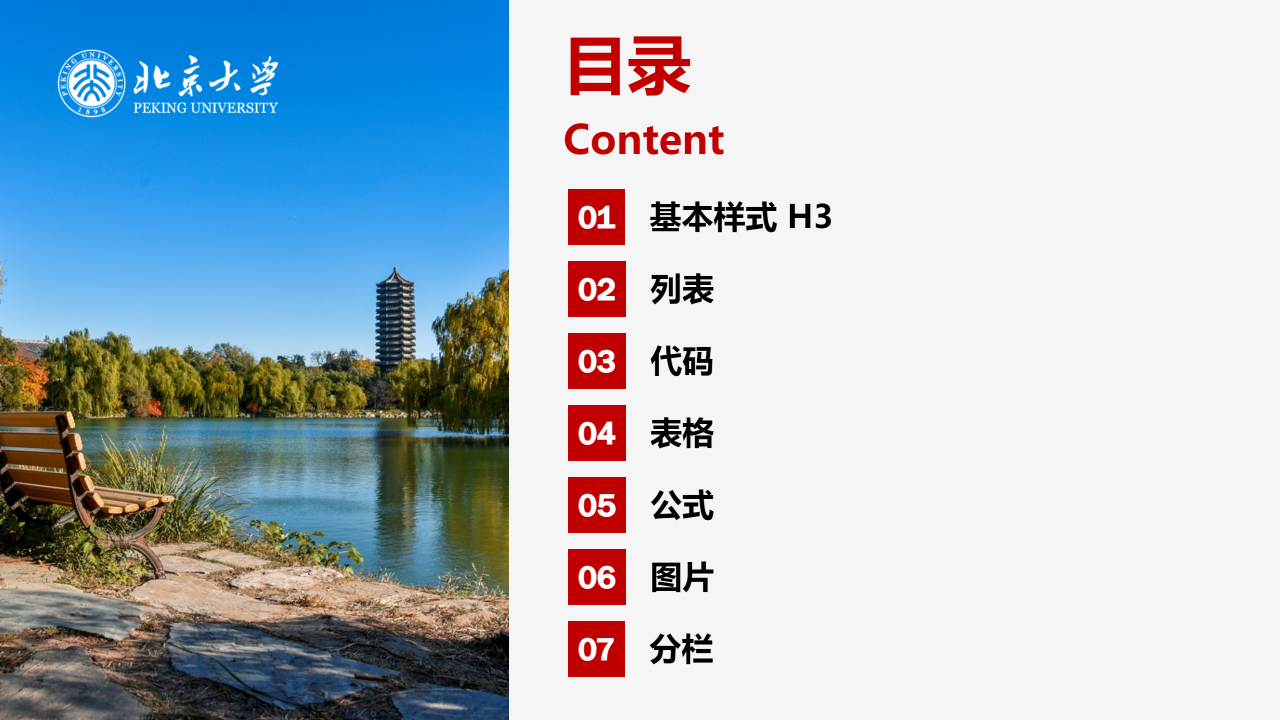 PEKING UNIVERSITY
1898
北京大学
PEKING UNIVERSITY
目录
Content
01 基本样式 H3
02 列表
03 代码
04 表格
05 公式
06 图片
07 分栏